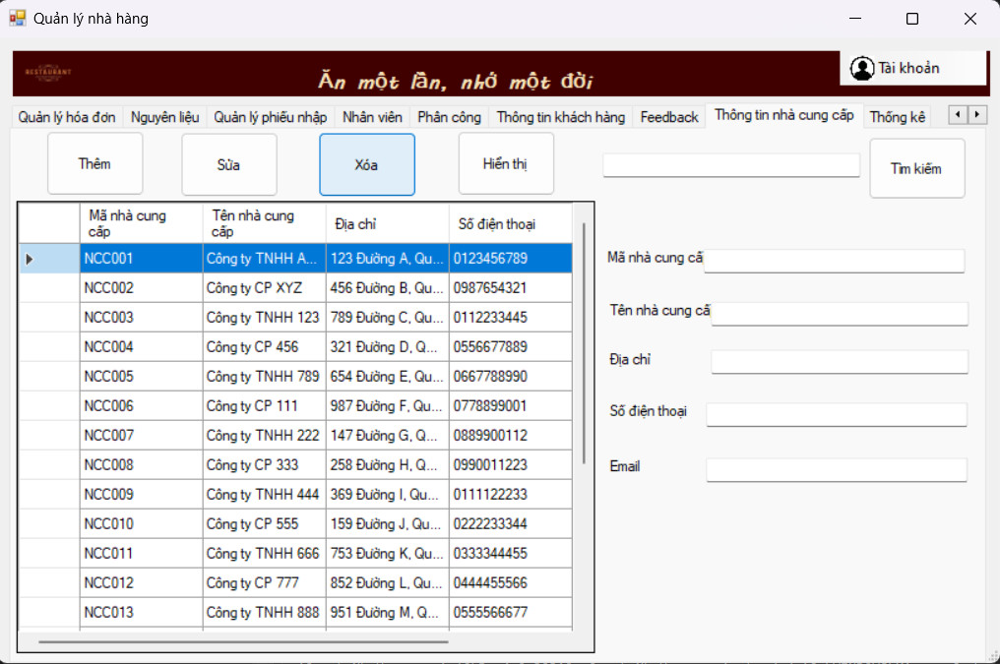 Quản lý nhà hàng
RESTAURANT
Ăn một lần, nhớ một đời
Tài khoản
Quản lý hóa đơn Nguyên liệu Quản lý phiếu nhập Nhân viên Phân công Thông tin khách hàng Feedback Thông tin nhà cung cấp Thống kê
Thêm Sửa Xóa Hiển thị Tìm kiếm
Mã nhà cung cấp Tên nhà cung cấp Địa chỉ Số điện thoại
NCC001 Công ty TNHH A... 123 Đường A, Qu... 0123456789
NCC002 Công ty CP XYZ 456 Đường B, Qu... 0987654321
NCC003 Công ty TNHH 123 789 Đường C, Qu... 0112233445
NCC004 Công ty CP 456 321 Đường D, Q... 0556677889
NCC005 Công ty TNHH 789 654 Đường E, Qu... 0667788990
NCC006 Công ty CP 111 987 Đường F, Qu... 0778899001
NCC007 Công ty TNHH 222 147 Đường G, Q... 0889900112
NCC008 Công ty CP 333 258 Đường H, Q... 0990011223
NCC009 Công ty TNHH 444 369 Đường I, Qu... 0111122233
NCC010 Công ty CP 555 159 Đường J, Qu... 0222233344
NCC011 Công ty TNHH 666 753 Đường K, Qu... 0333344455
NCC012 Công ty CP 777 852 Đường L, Qu... 0444455566
NCC013 Công ty TNHH 888 951 Đường M, Q... 0555566677
Mã nhà cung cấ
Tên nhà cung cấ
Địa chỉ
Số điện thoại
Email